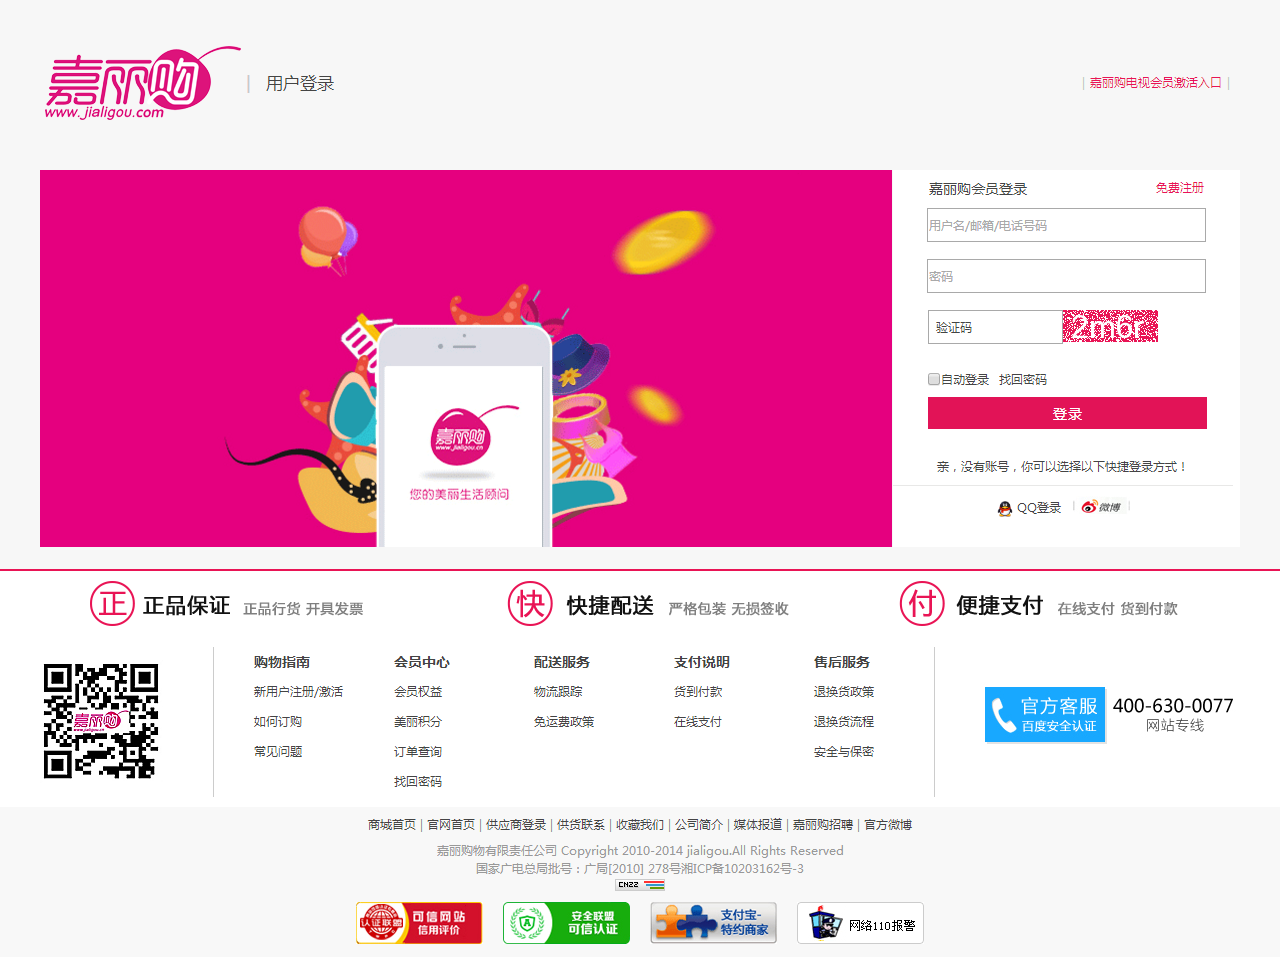 嘉丽购
www.jialigou.com
| 用户登录
| 嘉丽购电视会员激活入口 |
嘉丽购会员登录 免费注册
用户名/邮箱/电话号码
密码
验证码 2m6r
自动登录 找回密码
登录
亲，没有账号，你可以选择以下快捷登录方式！
QQ登录 | 微博 |
嘉丽购
www.jialigou.cn
您的美丽生活顾问
正 正品保证 正品行货 开具发票
快 快捷配送 严格包装 无损签收
付 便捷支付 在线支付 货到付款
嘉丽购
www.jialigou.cn
购物指南
新用户注册/激活
如何订购
常见问题
会员中心
会员权益
美丽积分
订单查询
找回密码
配送服务
物流跟踪
免运费政策
支付说明
货到付款
在线支付
售后服务
退换货政策
退换货流程
安全与保密
官方客服
百度安全认证
400-630-0077
网站专线
商城首页 | 官网首页 | 供应商登录 | 供货联系 | 收藏我们 | 公司简介 | 媒体报道 | 嘉丽购招聘 | 官方微博
嘉丽购物有限责任公司 Copyright 2010-2014 jialigou.All Rights Reserved
国家广电总局批号：广局[2010] 278号湘ICP备10203162号-3
CNZZ
认证联盟 可信网站
信用评价
安全联盟
可信认证
支付宝-
特约商家
网络110报警